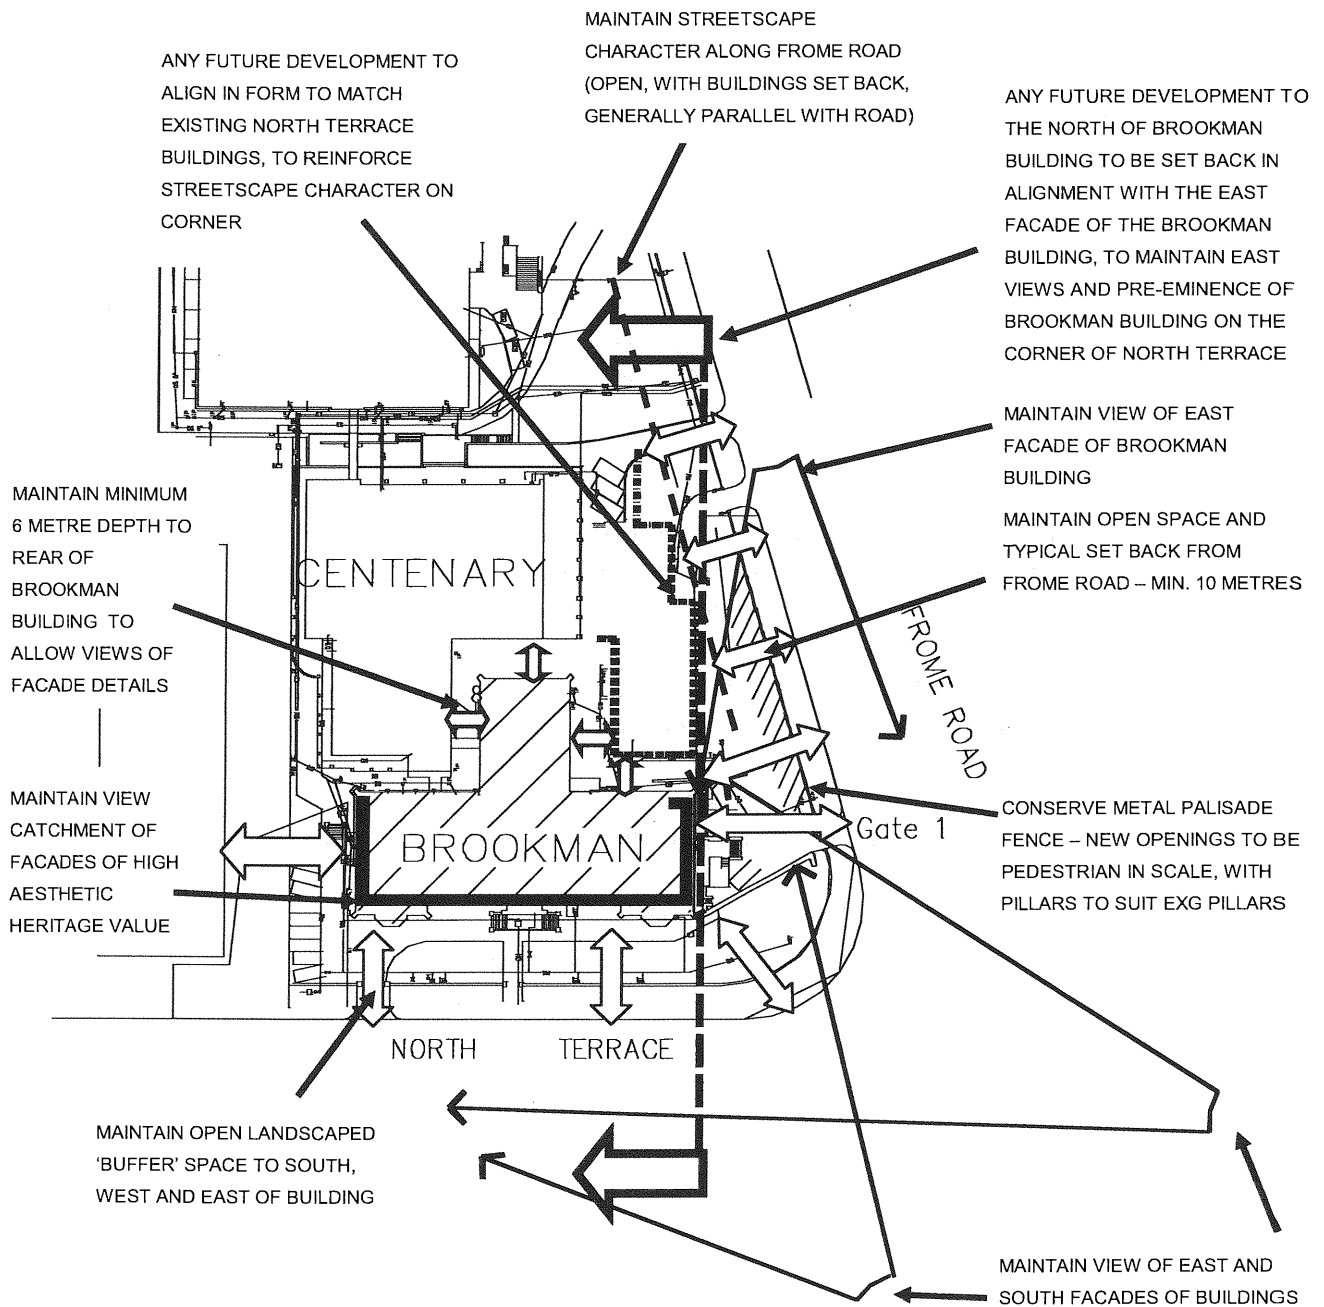 MAINTAIN STREETSCAPE
CHARACTER ALONG FROME ROAD
(OPEN, WITH BUILDINGS SET BACK,
GENERALLY PARALLEL WITH ROAD)
ANY FUTURE DEVELOPMENT TO
ALIGN IN FORM TO MATCH
EXISTING NORTH TERRACE
BUILDINGS, TO REINFORCE
STREETSCAPE CHARACTER ON
CORNER
ANY FUTURE DEVELOPMENT TO
THE NORTH OF BROOKMAN
BUILDING TO BE SET BACK IN
ALIGNMENT WITH THE EAST
FACADE OF THE BROOKMAN
BUILDING, TO MAINTAIN EAST
VIEWS AND PRE-EMINENCE OF
BROOKMAN BUILDING ON THE
CORNER OF NORTH TERRACE
MAINTAIN VIEW OF EAST
FACADE OF BROOKMAN
BUILDING
MAINTAIN OPEN SPACE AND
TYPICAL SET BACK FROM
FROME ROAD – MIN. 10 METRES
MAINTAIN MINIMUM
6 METRE DEPTH TO
REAR OF
BROOKMAN
BUILDING TO
ALLOW VIEWS OF
FACADE DETAILS
CENTENARY
FROME ROAD
MAINTAIN VIEW
CATCHMENT OF
FACADES OF HIGH
AESTHETIC
HERITAGE VALUE
BROOKMAN
Gate 1
CONSERVE METAL PALISADE
FENCE – NEW OPENINGS TO BE
PEDESTRIAN IN SCALE, WITH
PILLARS TO SUIT EXG PILLARS
NORTH TERRACE
MAINTAIN OPEN LANDSCAPED
'BUFFER' SPACE TO SOUTH,
WEST AND EAST OF BUILDING
MAINTAIN VIEW OF EAST AND
SOUTH FACADES OF BUILDINGS